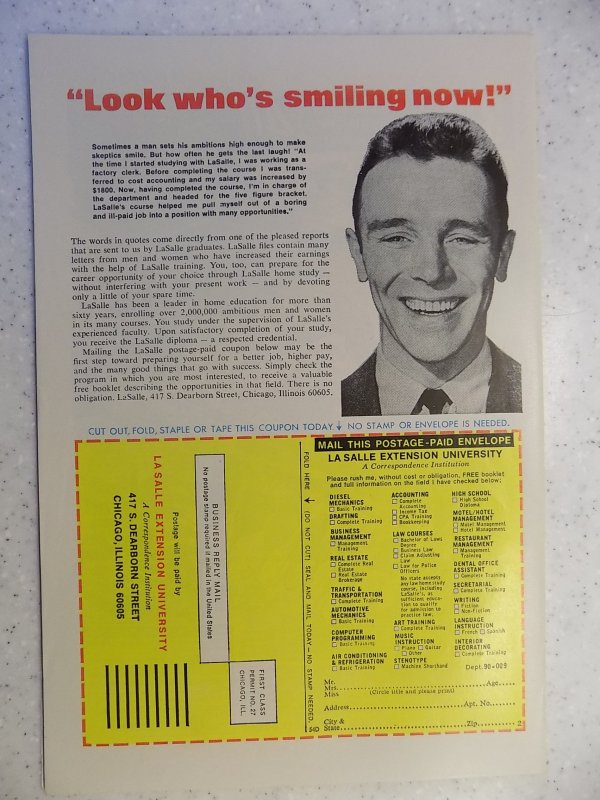 "Look who's smiling now!"
Sometimes a man sets his ambitions high enough to make
skeptics smile. But how often he gets the last laugh! "At
the time I started studying with LaSalle, I was working as a
factory clerk. Before completing the course I was trans-
ferred to cost accounting and my salary was increased by
$1800. Now, having completed the course, I'm in charge of
the department and headed for the five figure bracket.
LaSalle's course helped me pull myself out of a boring
and ill-paid job into a position with many opportunities."
The words in quotes come directly from one of the pleased reports
that are sent to us by LaSalle graduates. LaSalle files contain many
letters from men and women who have increased their earnings
with the help of LaSalle training. You, too, can prepare for the
career opportunity of your choice through LaSalle home study —
without interfering with your present work — and by devoting
only a little of your spare time.
LaSalle has been a leader in home education for more than
sixty years, enrolling over 2,000,000 ambitious men and women
in its many courses. You study under the supervision of LaSalle's
experienced faculty. Upon satisfactory completion of your study,
you receive the LaSalle diploma — a respected credential.
Mailing the LaSalle postage-paid coupon below may be the
first step toward preparing yourself for a better job, higher pay,
and the many good things that go with success. Simply check the
program in which you are most interested, to receive a valuable
free booklet describing the opportunities in that field. There is no
obligation. LaSalle, 417 S. Dearborn Street, Chicago, Illinois 60605.
CUT OUT, FOLD, STAPLE OR TAPE THIS COUPON TODAY NO STAMP OR ENVELOPE IS NEEDED.
FIRST CLASS
PERMIT NO. 27
CHICAGO, ILL.
BUSINESS REPLY MAIL
No postage stamp required if mailed in the United States
Postage will be paid by
LA SALLE EXTENSION UNIVERSITY
A Correspondence Institution
417 S. DEARBORN STREET
CHICAGO, ILLINOIS 60605
FOLD HERE (DO NOT CUT) SEAL AND MAIL TODAY — NO STAMP NEEDED.
MAIL THIS POSTAGE-PAID ENVELOPE
LA SALLE EXTENSION UNIVERSITY
A Correspondence Institution
Please rush me, without cost or obligation, FREE booklet
and full information on the field I have checked below:
DIESEL
MECHANICS
Basic Training
DRAFTING
Complete Training
BUSINESS
MANAGEMENT
Management
Training
REAL ESTATE
Complete Real
Estate
Real Estate
Brokerage
TRAFFIC &
TRANSPORTATION
Complete Training
AUTOMOTIVE
MECHANICS
Basic Training
COMPUTER
PROGRAMMING
Basic Training
AIR CONDITIONING
& REFRIGERATION
Basic Training
ACCOUNTING
Complete
Accounting
Income Tax
CPA Training
Bookkeeping
LAW COURSES
Bachelor of Laws
Degree
Business Law
Claim Adjusting
Law
Law for Police
Officers
No state accepts
any law home study
course, including
LaSalle's, as
sufficient educa-
tion to qualify
for admission to
practice law.
ART TRAINING
Complete Training
MUSIC
INSTRUCTION
Piano Guitar
Other
STENOTYPE
Machine Shorthand
HIGH SCHOOL
High School
Diploma
MOTEL/HOTEL
MANAGEMENT
Motel Management
Hotel Management
RESTAURANT
MANAGEMENT
Management
Training
DENTAL OFFICE
ASSISTANT
Complete Training
SECRETARIAL
Complete Training
WRITING
Fiction
Non-fiction
LANGUAGE
INSTRUCTION
French Spanish
INTERIOR
DECORATING
Complete Training
Dept. 90-009
Mr.
Mrs. Age
Miss (Circle title and please print)
Address Apt. No.
City &
State Zip 2
54D